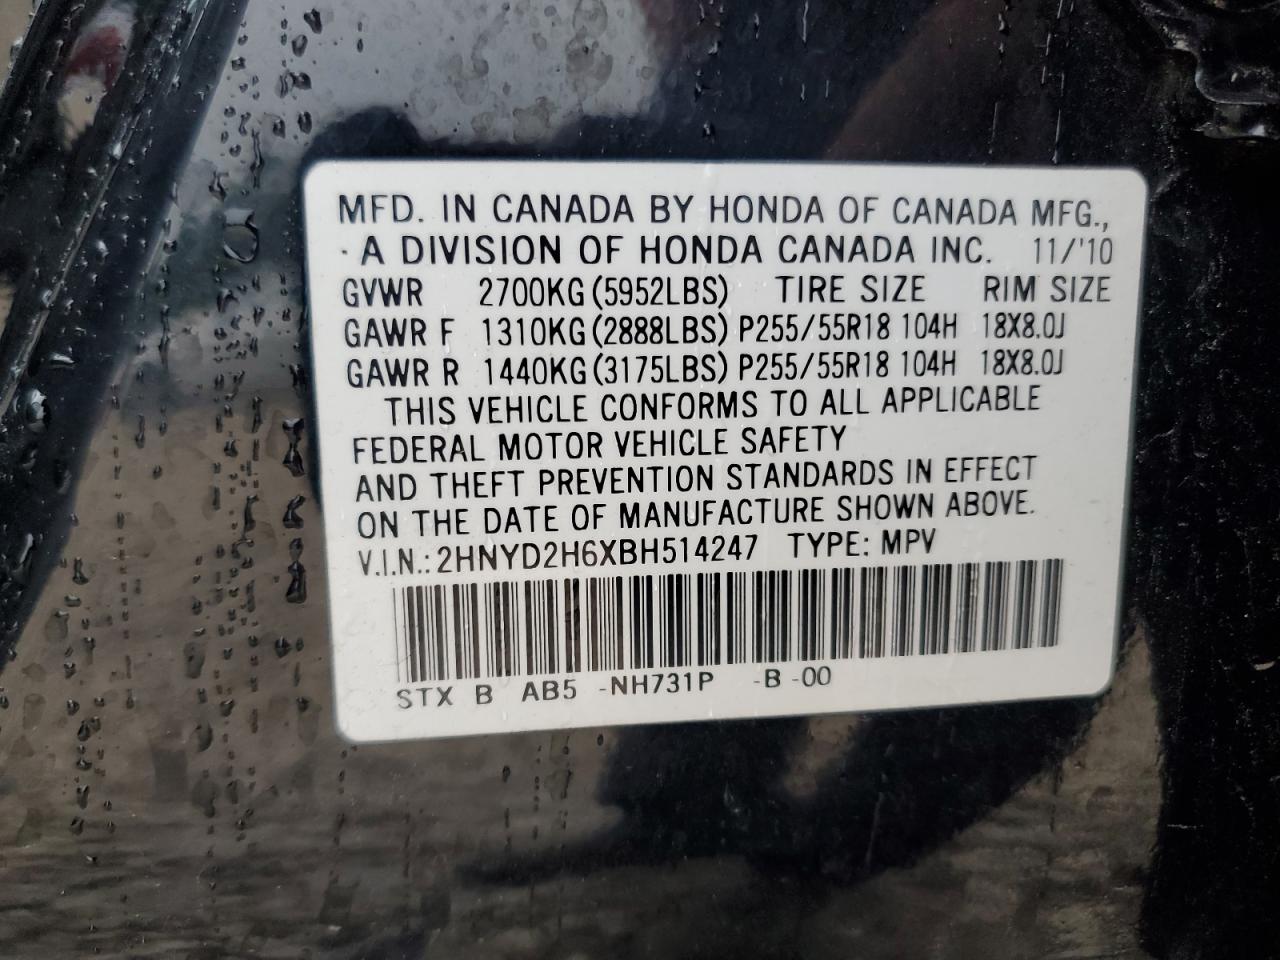 MFD. IN CANADA BY HONDA OF CANADA MFG.,
· A DIVISION OF HONDA CANADA INC. 11/'10
GVWR 2700KG (5952LBS) TIRE SIZE RIM SIZE
GAWR F 1310KG (2888LBS) P255/55R18 104H 18X8.0J
GAWR R 1440KG (3175LBS) P255/55R18 104H 18X8.0J
THIS VEHICLE CONFORMS TO ALL APPLICABLE
FEDERAL MOTOR VEHICLE SAFETY
AND THEFT PREVENTION STANDARDS IN EFFECT
ON THE DATE OF MANUFACTURE SHOWN ABOVE.
V.I.N.: 2HNYD2H6XBH514247 TYPE: MPV
STX B AB5 -NH731P -B -00